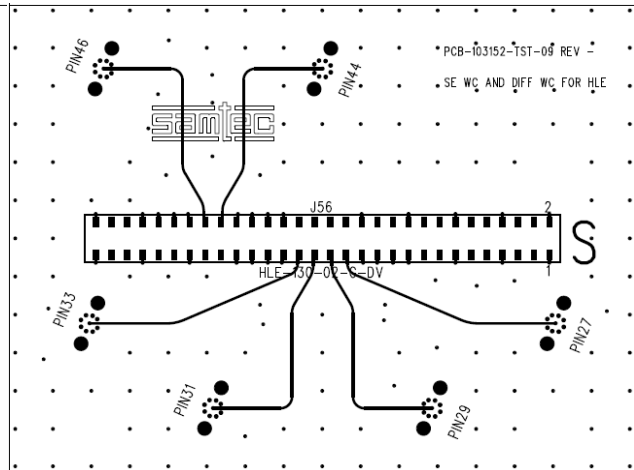 PCB-103152-TST-09 REV -
SE WC AND DIFF WC FOR HLE
PIN46
PIN44
samtec
J56
2
S
HLE-130-02-G-DV
1
PIN33
PIN27
PIN31
PIN29